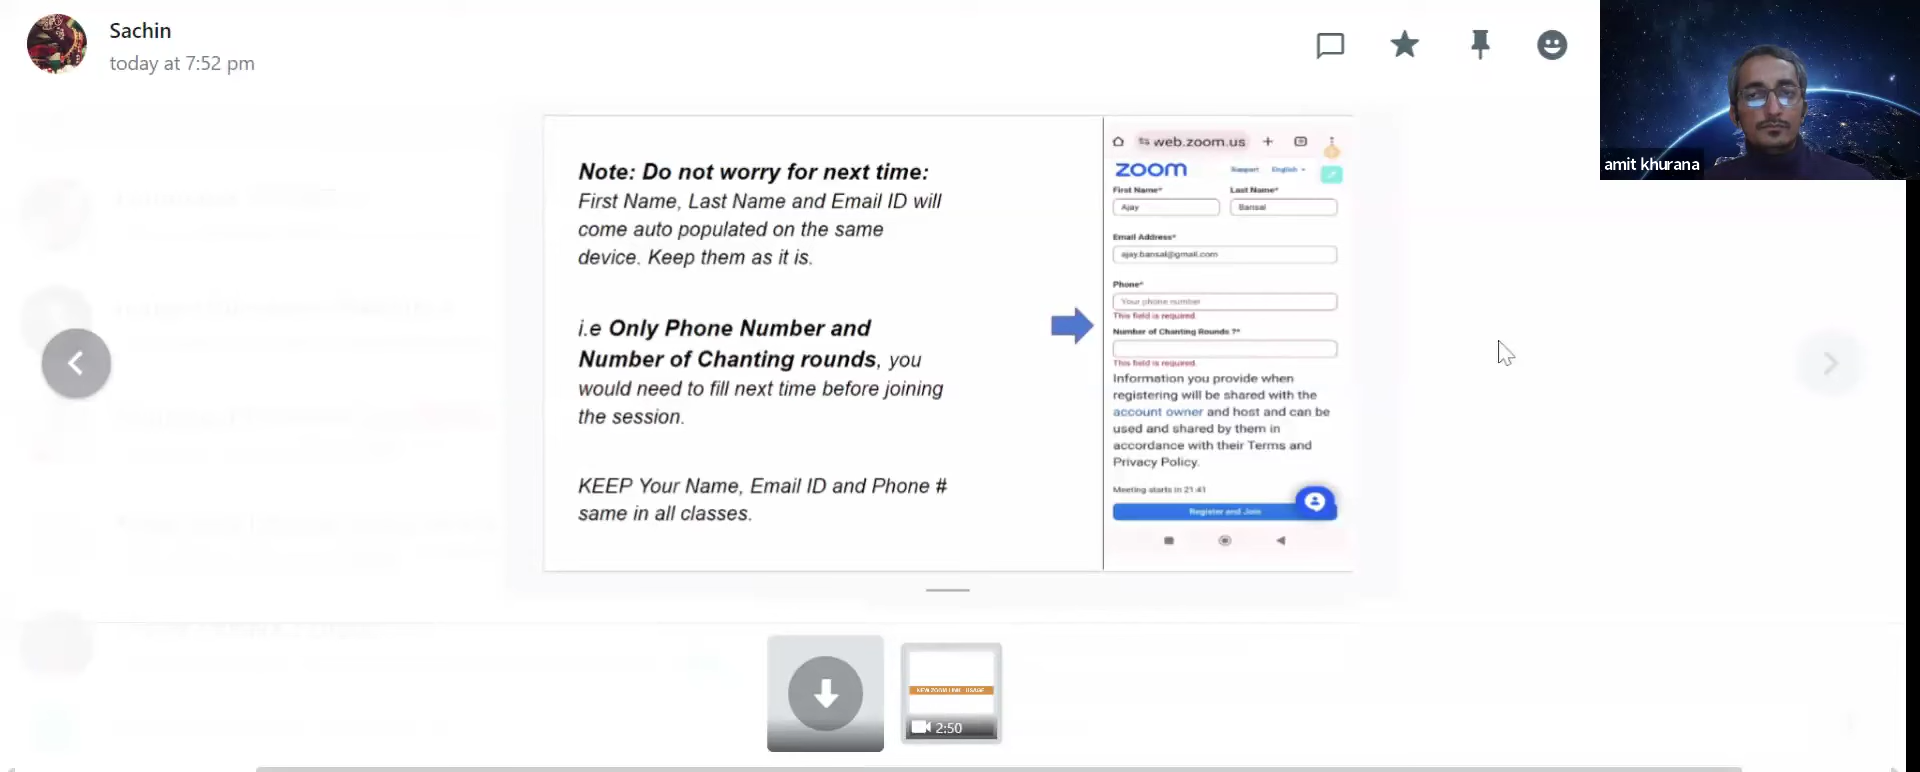 Sachin
today at 7:52 pm
amit khurana
Note: Do not worry for next time:
First Name, Last Name and Email ID will
come auto populated on the same
device. Keep them as it is.
i.e Only Phone Number and
Number of Chanting rounds, you
would need to fill next time before joining
the session.
KEEP Your Name, Email ID and Phone #
same in all classes.
web.zoom.us
zoom
Support English
First Name* Last Name*
Ajay Bansal
Email Address*
ajay.bansal@gmail.com
Phone*
Your phone number
This field is required.
Number of Chanting Rounds ?*
This field is required.
Information you provide when
registering will be shared with the
account owner and host and can be
used and shared by them in
accordance with their Terms and
Privacy Policy.
Meeting starts in 21:41
Register and Join
NEW ZOOM LINK - USAGE
2:50